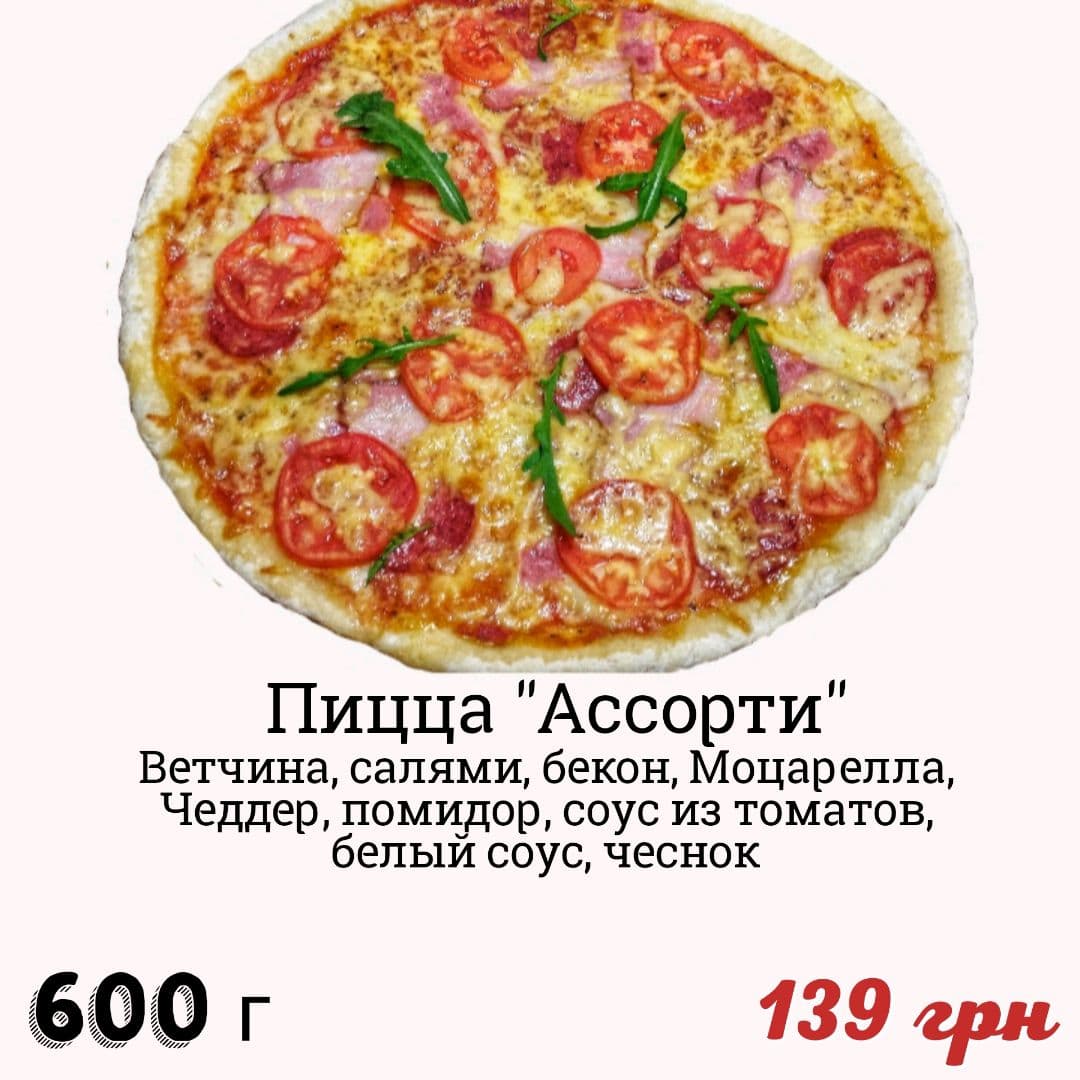 Пицца "Ассорти"
Ветчина, салями, бекон, Моцарелла,
Чеддер, помидор, соус из томатов,
белый соус, чеснок
600 г
139 грн